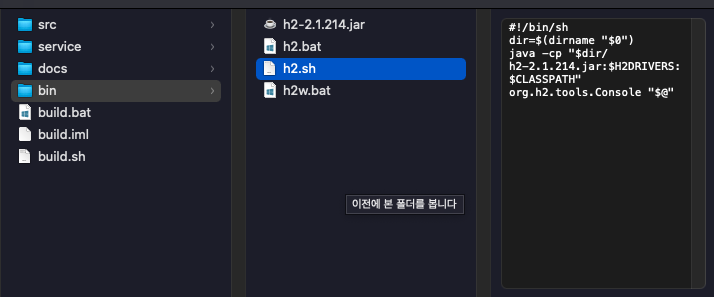 src
service
docs
bin
build.bat
build.iml
build.sh
h2-2.1.214.jar
h2.bat
h2.sh
h2w.bat
이전에 본 폴더를 봅니다
#!/bin/sh
dir=$(dirname "$0")
java -cp "$dir/
h2-2.1.214.jar:$H2DRIVERS:
$CLASSPATH"
org.h2.tools.Console "$@"